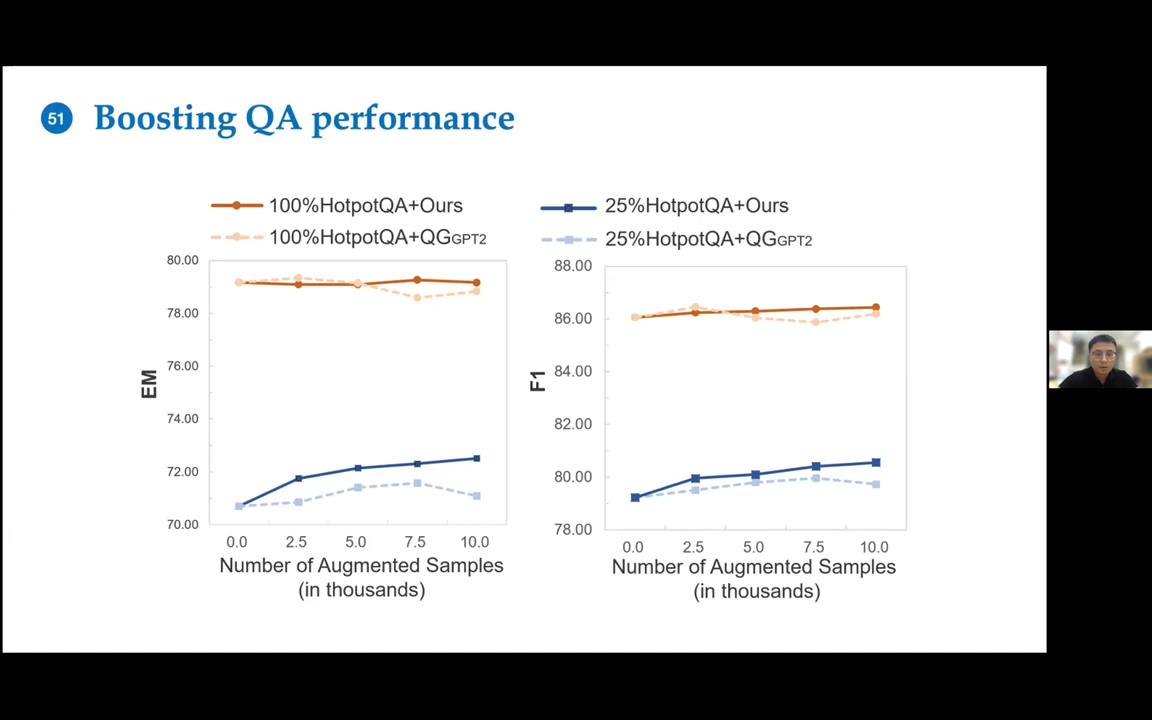 51 Boosting QA performance
100%HotpotQA+Ours
25%HotpotQA+Ours
100%HotpotQA+QGGPT2
25%HotpotQA+QGGPT2
80.00
78.00
76.00
74.00
72.00
70.00
EM
0.0 2.5 5.0 7.5 10.0
Number of Augmented Samples
(in thousands)
88.00
86.00
84.00
82.00
80.00
78.00
F1
0.0 2.5 5.0 7.5 10.0
Number of Augmented Samples
(in thousands)